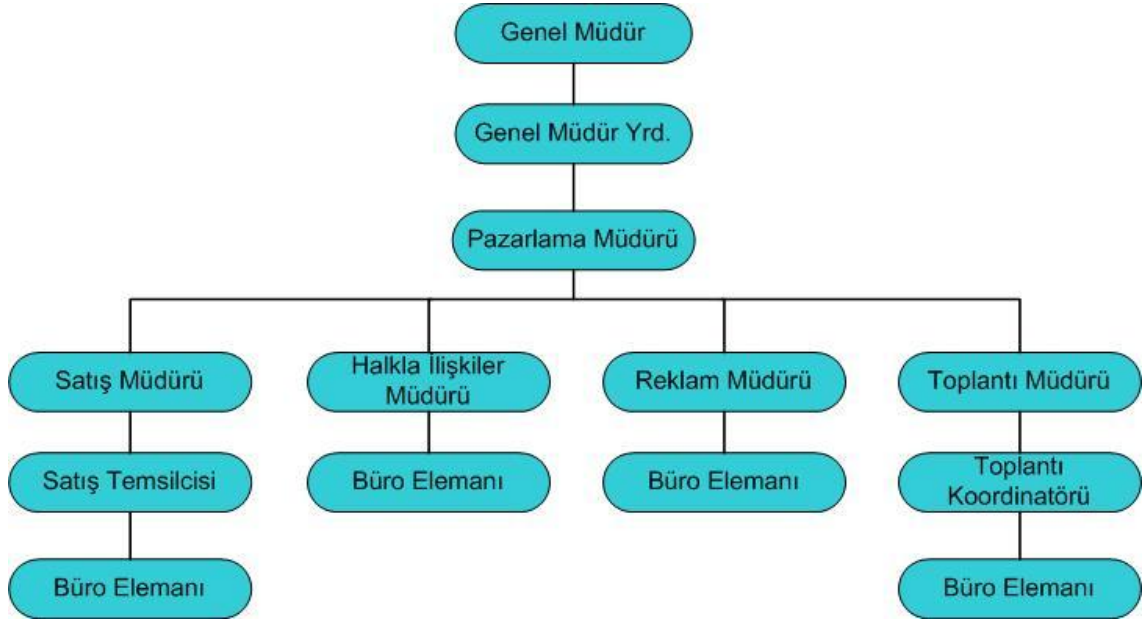 Genel Müdür
Genel Müdür Yrd.
Pazarlama Müdürü
Satış Müdürü
Halkla İlişkiler
Müdürü
Reklam Müdürü
Toplantı Müdürü
Satış Temsilcisi
Büro Elemanı
Büro Elemanı
Toplantı
Koordinatörü
Büro Elemanı
Büro Elemanı